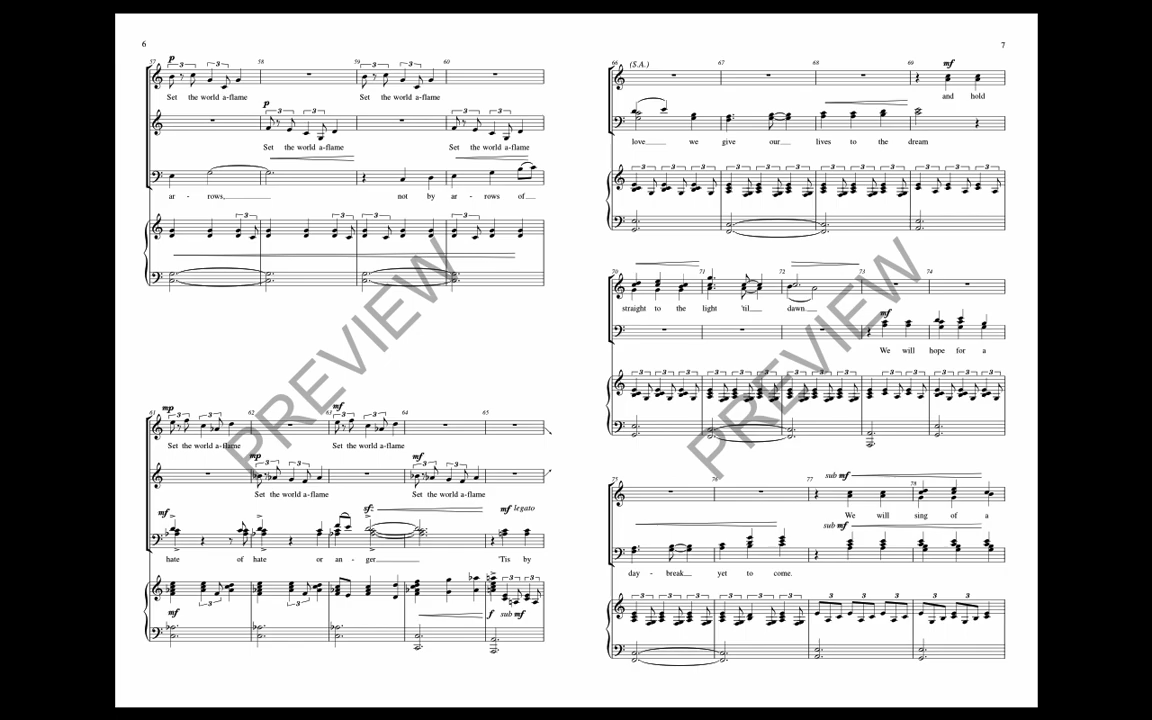 6
57 58 59 60
p
Set the world a-flame Set the world a-flame
p
Set the world a-flame Set the world a-flame
ar - rows, not by ar - rows of
61 62 63 64 65
mp mf
Set the world a-flame Set the world a-flame
mp mf
Set the world a-flame Set the world a-flame
mf mf legato
hate of hate or an - ger 'Tis by
mf f sub mf
7
66 (S.A.) 67 68 69 mf
and hold
love we give our lives to the dream
70 71 72 73 74
straight to the light 'til dawn
mf
We will hope for a
75 76 77 78
sub mf
We will sing of a
sub mf
day - break yet to come.
PREVIEW
PREVIEW